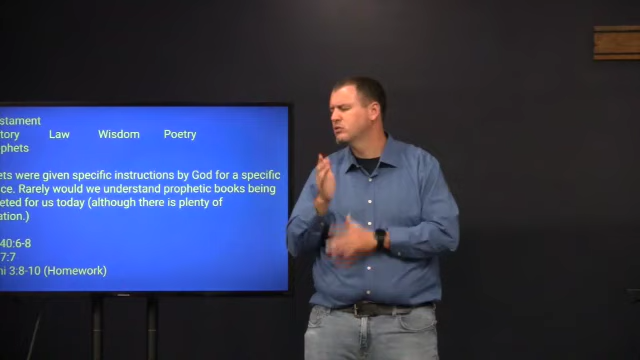 stament
tory Law Wisdom Poetry
phets
ets were given specific instructions by God for a specific
ce. Rarely would we understand prophetic books being
eted for us today (although there is plenty of
ation.)
40:6-8
7:7
hi 3:8-10 (Homework)